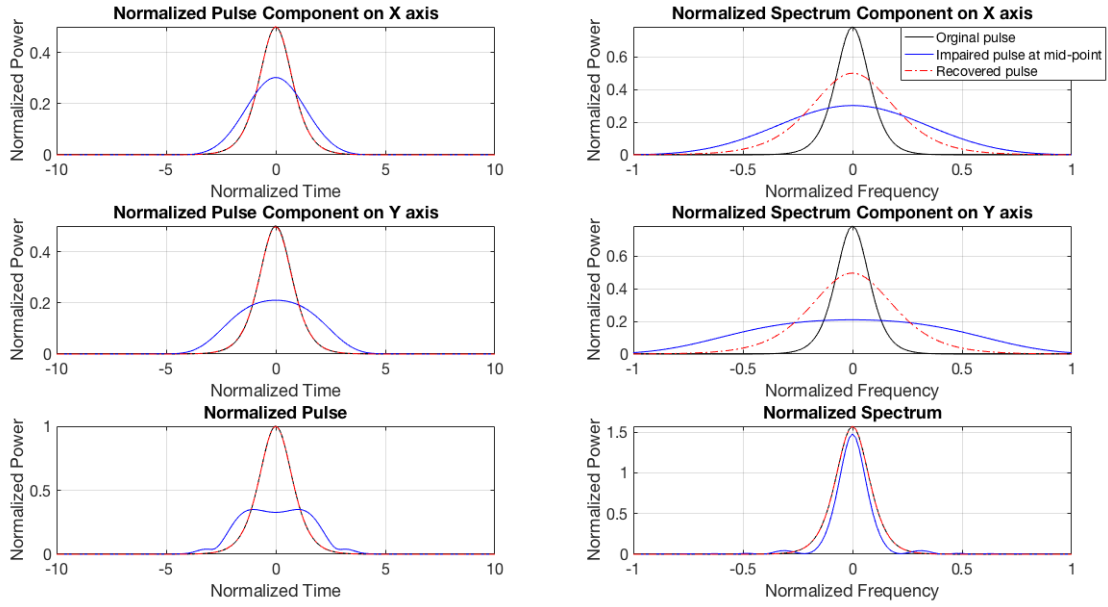 Normalized Pulse Component on X axis
Normalized Power
0.4
0.2
0
-10
-5
0
5
10
Normalized Time
Normalized Spectrum Component on X axis
Orginal pulse
Impaired pulse at mid-point
Recovered pulse
Normalized Power
0.6
0.4
0.2
0
-1
-0.5
0
0.5
1
Normalized Frequency
Normalized Pulse Component on Y axis
Normalized Power
0.4
0.2
0
-10
-5
0
5
10
Normalized Time
Normalized Spectrum Component on Y axis
Normalized Power
0.6
0.4
0.2
0
-1
-0.5
0
0.5
1
Normalized Frequency
Normalized Pulse
Normalized Power
1
0.5
0
-10
-5
0
5
10
Normalized Time
Normalized Spectrum
Normalized Power
1.5
1
0.5
0
-1
-0.5
0
0.5
1
Normalized Frequency